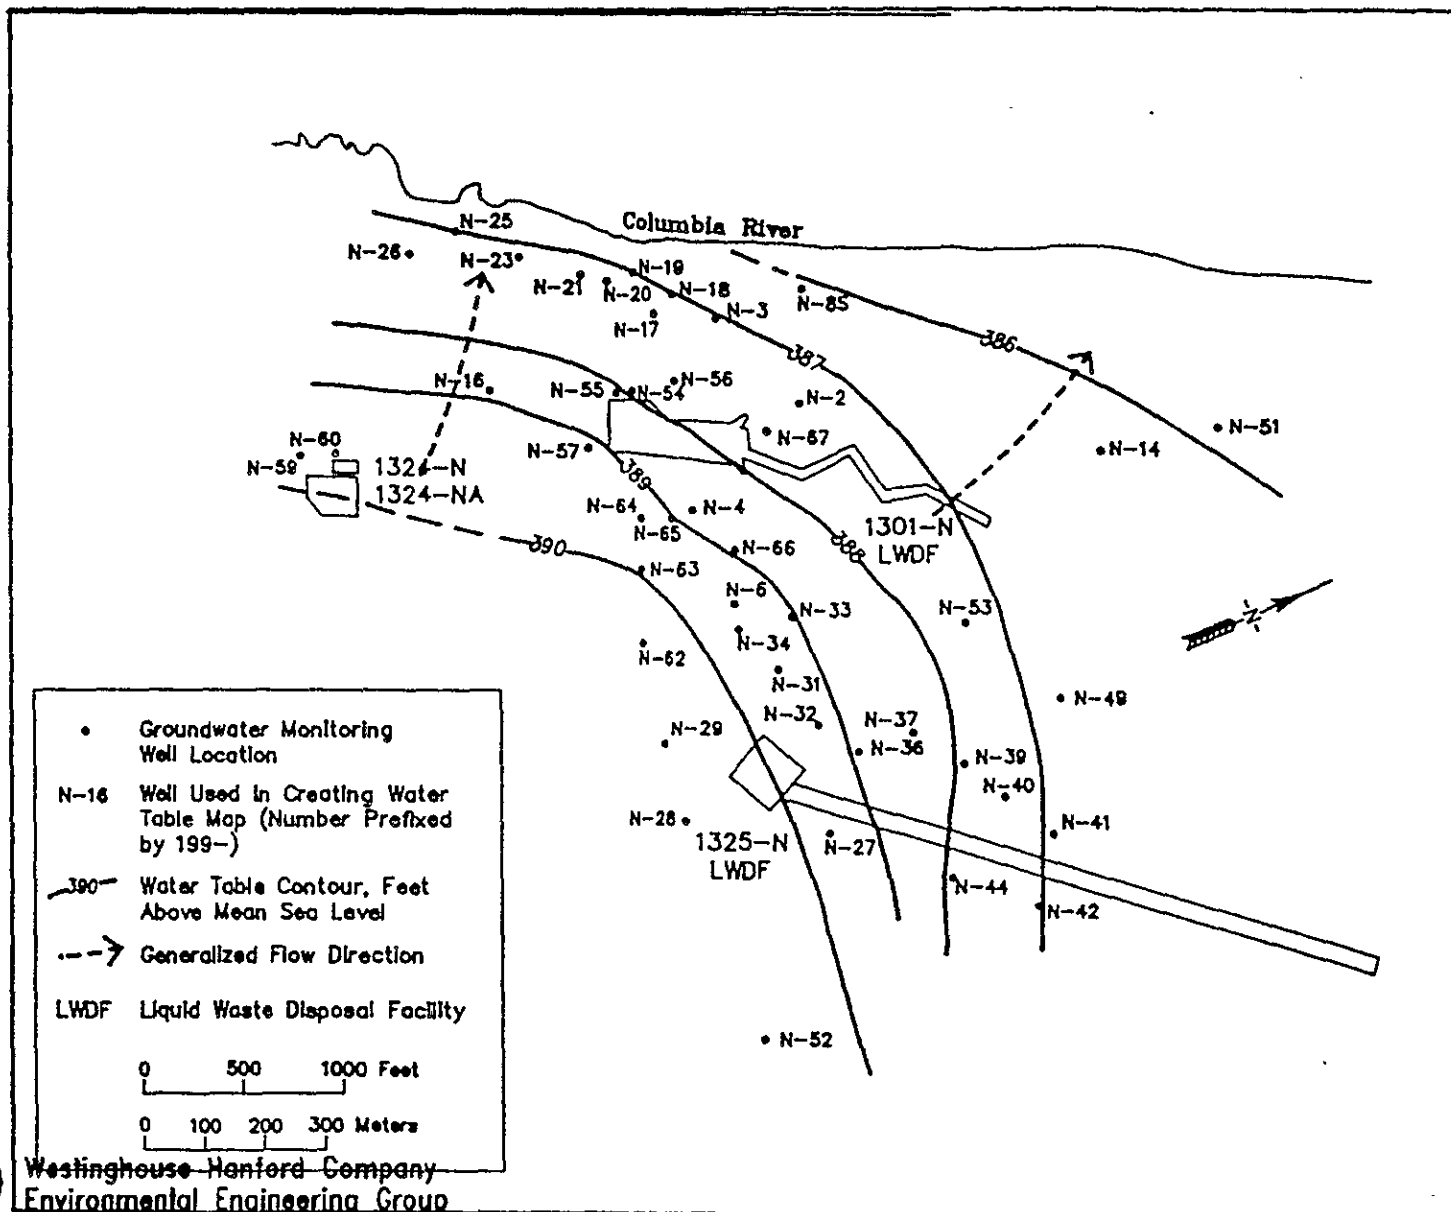 Columbia River
N-25
N-26
N-23
N-19
N-21
N-20
N-18
N-3
N-85
N-17
386
387
N-16
N-55
N-54
N-56
N-2
N-67
N-51
N-14
N-60
N-59
1324-N
1324-NA
N-57
389
N-64
N-65
N-4
1301-N
LWDF
388
390
N-66
N-63
N-6
N-33
N-53
N-34
N-62
N-31
N-32
N-29
N-37
N-36
N-49
N-39
N-40
N-41
N-28
1325-N
LWDF
N-27
N-44
N-42
N-52
N
Groundwater Monitoring
Well Location
N-16 Well Used In Creating Water
Table Map (Number Prefixed
by 199-)
390 Water Table Contour, Feet
Above Mean Sea Level
Generalized Flow Direction
LWDF Liquid Waste Disposal Facility
0 500 1000 Feet
0 100 200 300 Meters
Westinghouse Hanford Company
Environmental Engineering Group